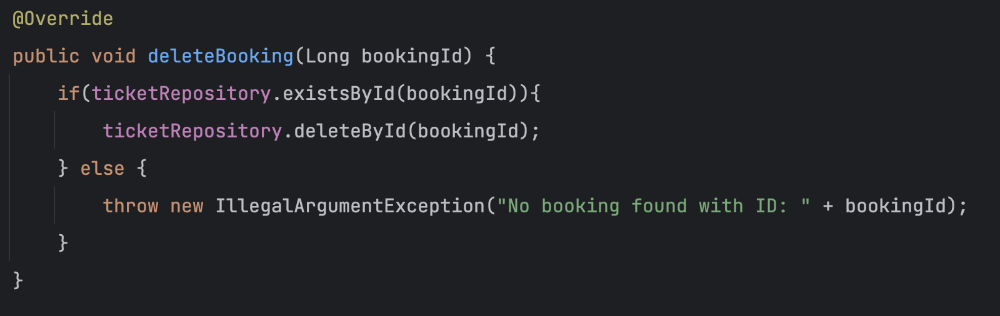 @Override
public void deleteBooking(Long bookingId) {
    if(ticketRepository.existsById(bookingId)){
        ticketRepository.deleteById(bookingId);
    } else {
        throw new IllegalArgumentException("No booking found with ID: " + bookingId);
    }
}